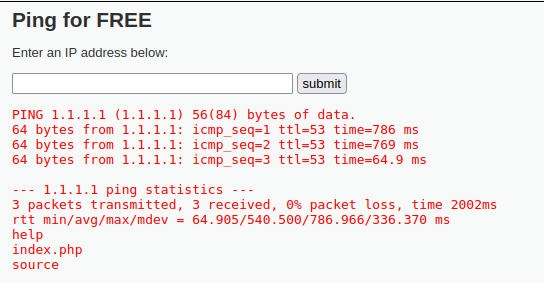 Ping for FREE
Enter an IP address below:
submit
PING 1.1.1.1 (1.1.1.1) 56(84) bytes of data.
64 bytes from 1.1.1.1: icmp_seq=1 ttl=53 time=786 ms
64 bytes from 1.1.1.1: icmp_seq=2 ttl=53 time=769 ms
64 bytes from 1.1.1.1: icmp_seq=3 ttl=53 time=64.9 ms
--- 1.1.1.1 ping statistics ---
3 packets transmitted, 3 received, 0% packet loss, time 2002ms
rtt min/avg/max/mdev = 64.905/540.500/786.966/336.370 ms
help
index.php
source